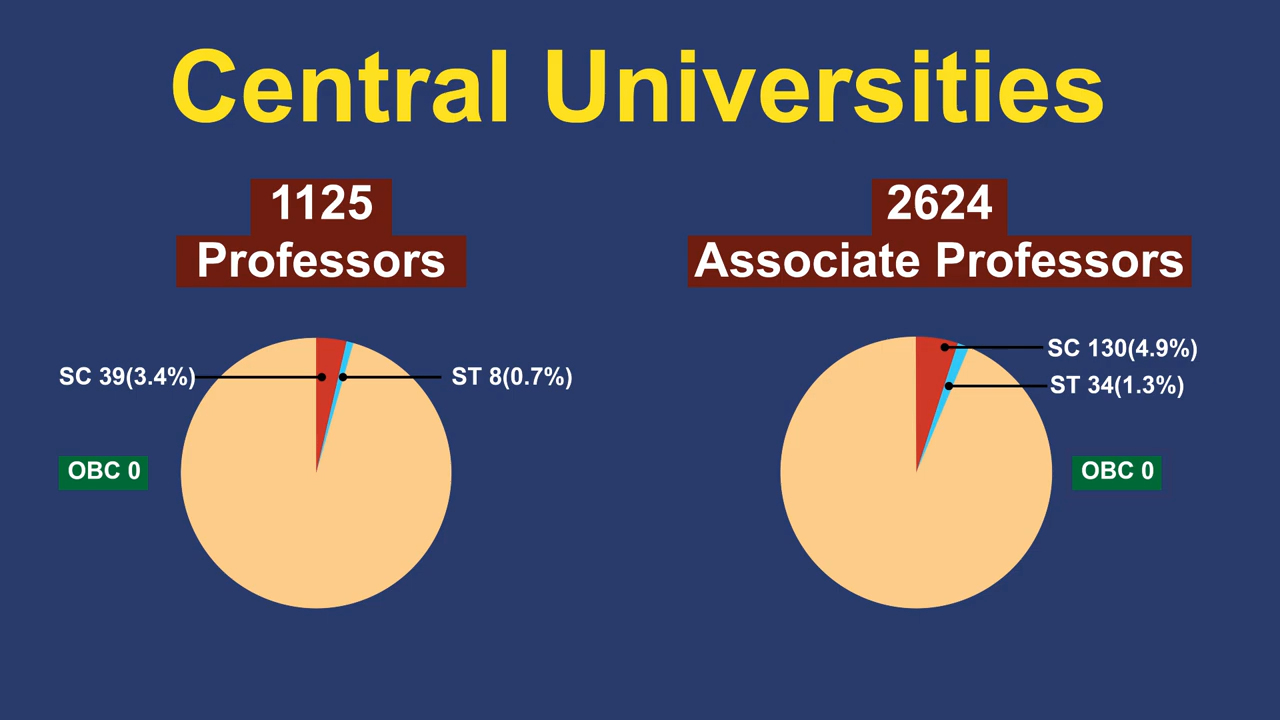 Central Universities
1125
Professors
2624
Associate Professors
SC 39(3.4%)
ST 8(0.7%)
OBC 0
SC 130(4.9%)
ST 34(1.3%)
OBC 0